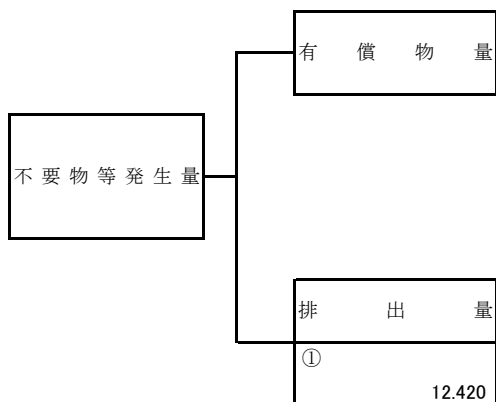 有償物量
不要物等発生量
排出量
①
12.420